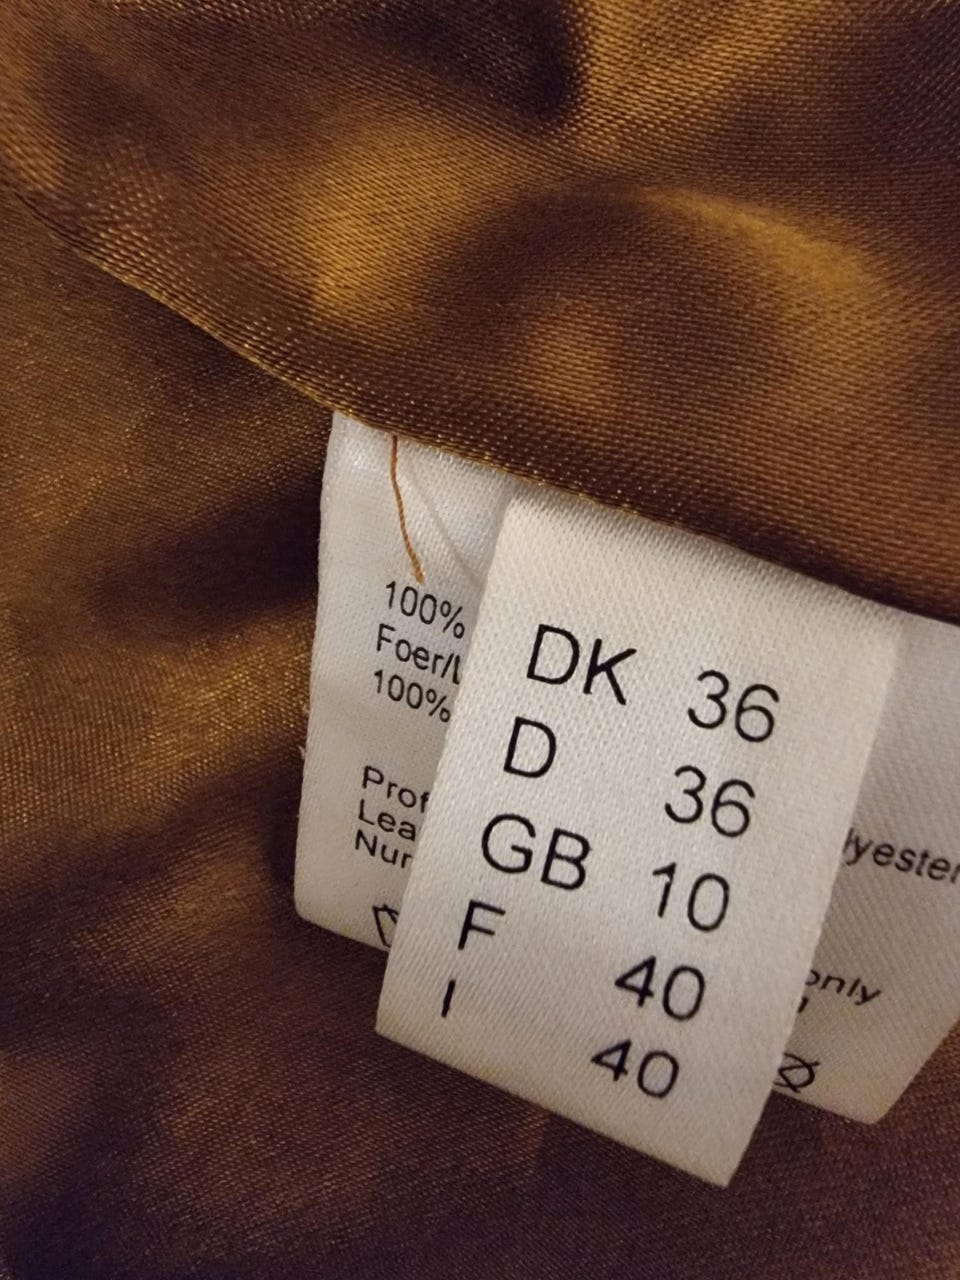 100%
Foer/L
100%
Prof
Lea
Nur
DK 36
D 36
GB 10
F 40
I 40
lyester
only